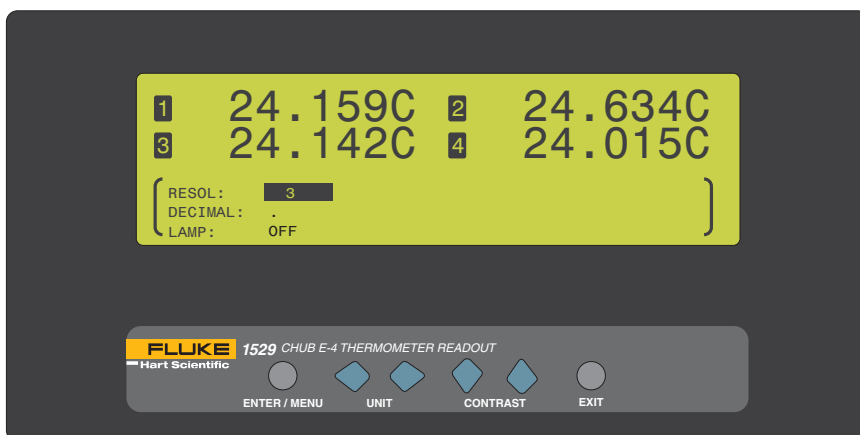 1 24.159C 2 24.634C
3 24.142C 4 24.015C
RESOL: 3
DECIMAL: .
LAMP: OFF
FLUKE 1529 CHUB E-4 THERMOMETER READOUT
Hart Scientific
ENTER / MENU UNIT CONTRAST EXIT